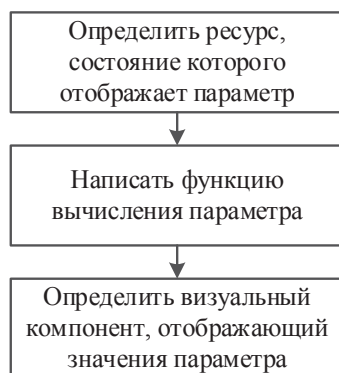 Определить ресурс,
состояние которого
отображает параметр
Написать функцию
вычисления параметра
Определить визуальный
компонент, отображающий
значения параметра